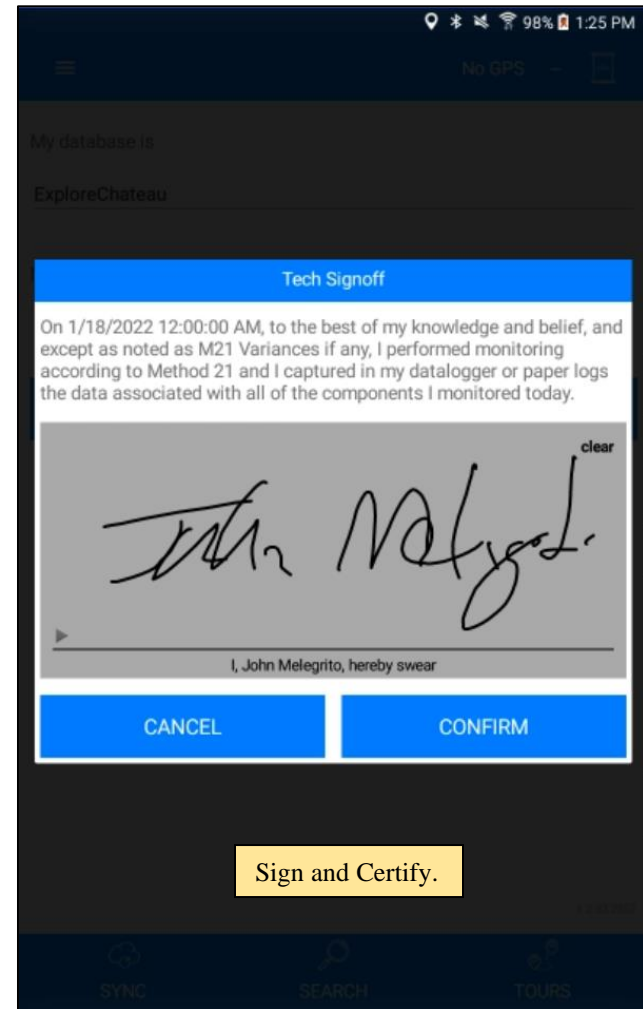 98% 1:25 PM
No GPS –
My database is
ExploreChateau
Tech Signoff
On 1/18/2022 12:00:00 AM, to the best of my knowledge and belief, and
except as noted as M21 Variances if any, I performed monitoring
according to Method 21 and I captured in my datalogger or paper logs
the data associated with all of the components I monitored today.
clear
John Melegrito
I, John Melegrito, hereby swear
CANCEL
CONFIRM
Sign and Certify.
SYNC
SEARCH
TOURS